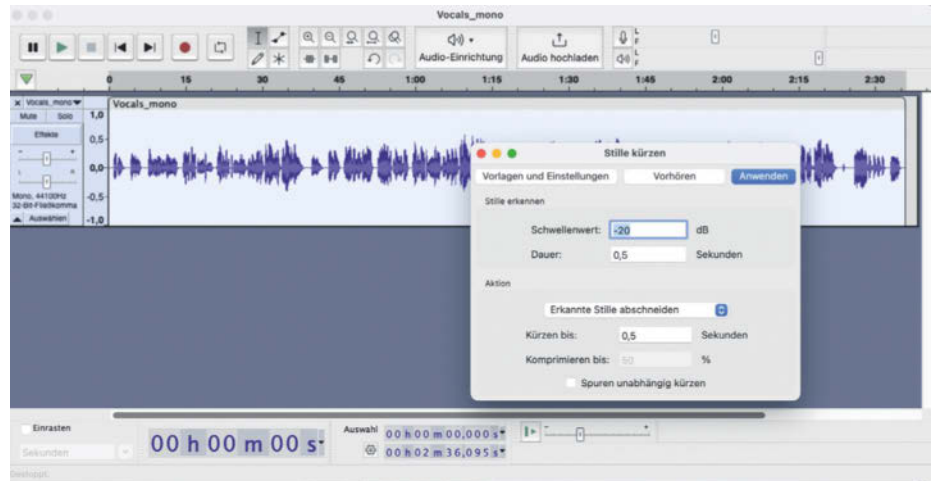 Vocals_mono
Audio-Einrichtung
Audio hochladen
L
R
L
R
0 15 30 45 1:00 1:15 1:30 1:45 2:00 2:15 2:30
Vocals_mono
Vocals_mono
Mute Solo
Effekte
- +
L R
Mono, 44100Hz
32-Bit-Fließkomma
Auswählen
1,0
0,5
0,0
-0,5
-1,0
Stille kürzen
Vorlagen und Einstellungen Vorhören Anwenden
Stille erkennen
Schwellenwert: -20 dB
Dauer: 0,5 Sekunden
Aktion
Erkannte Stille abschneiden
Kürzen bis: 0,5 Sekunden
Komprimieren bis: 50 %
Spuren unabhängig kürzen
Einrasten
Sekunden
00 h 00 m 00 s
Auswahl
00 h 00 m 00,000 s
00 h 02 m 36,095 s
Gestoppt.